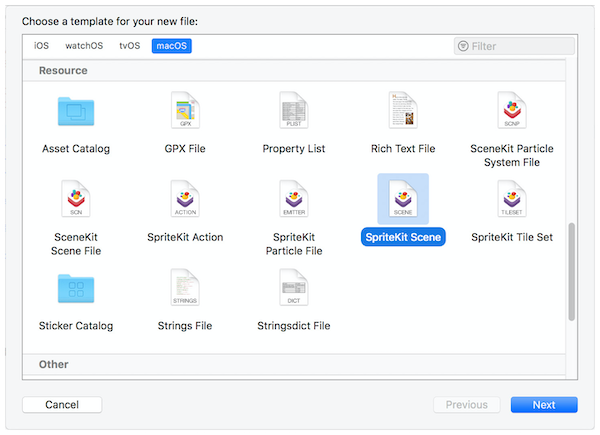 Choose a template for your new file:
iOS watchOS tvOS macOS Filter
Resource
GPX PLIST SCNP
Asset Catalog GPX File Property List Rich Text File SceneKit Particle
System File
SCN ACTION EMITTER SCENE TILESET
SceneKit SpriteKit Action SpriteKit SpriteKit Scene SpriteKit Tile Set
Scene File Particle File
STRINGS DICT
Sticker Catalog Strings File Stringsdict File
Other
Cancel Previous Next